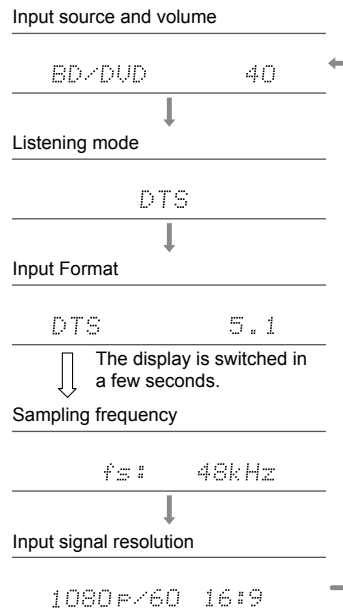 Input source and volume
BD/DVD 40
Listening mode
DTS
Input Format
DTS 5.1
The display is switched in
a few seconds.
Sampling frequency
fs: 48kHz
Input signal resolution
1080p/60 16:9